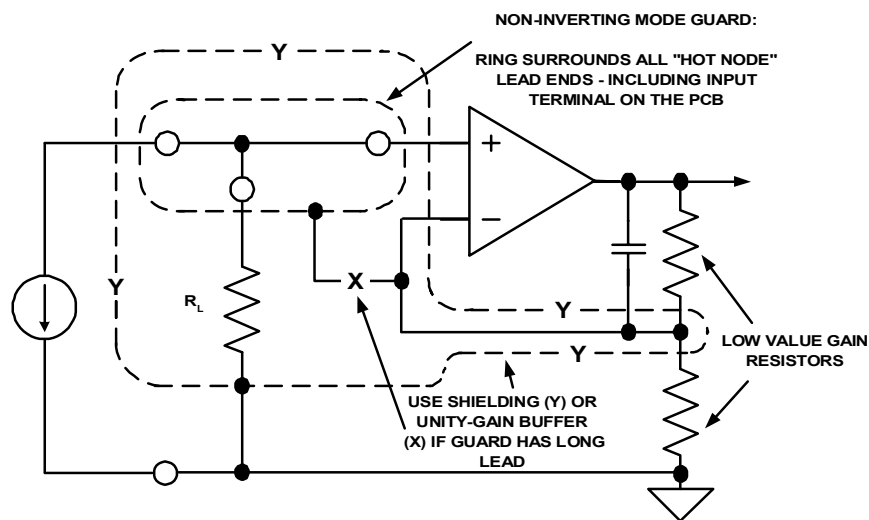 NON-INVERTING MODE GUARD:
RING SURROUNDS ALL "HOT NODE"
LEAD ENDS - INCLUDING INPUT
TERMINAL ON THE PCB
Y
+
−
Y
R_L
X
Y
Y
LOW VALUE GAIN
RESISTORS
USE SHIELDING (Y) OR
UNITY-GAIN BUFFER
(X) IF GUARD HAS LONG
LEAD